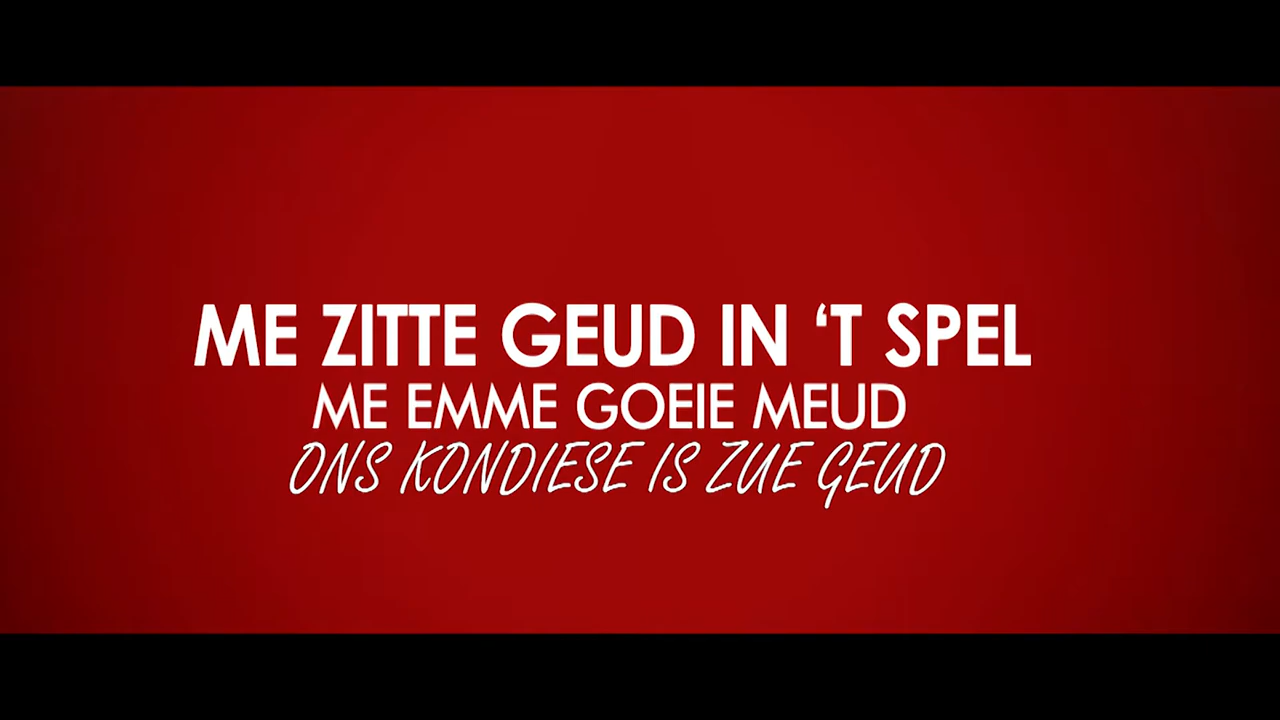 ME ZITTE GEUD IN ‘T SPEL
ME EMME GOEIE MEUD
ONS KONDIESE IS ZUE GEUD